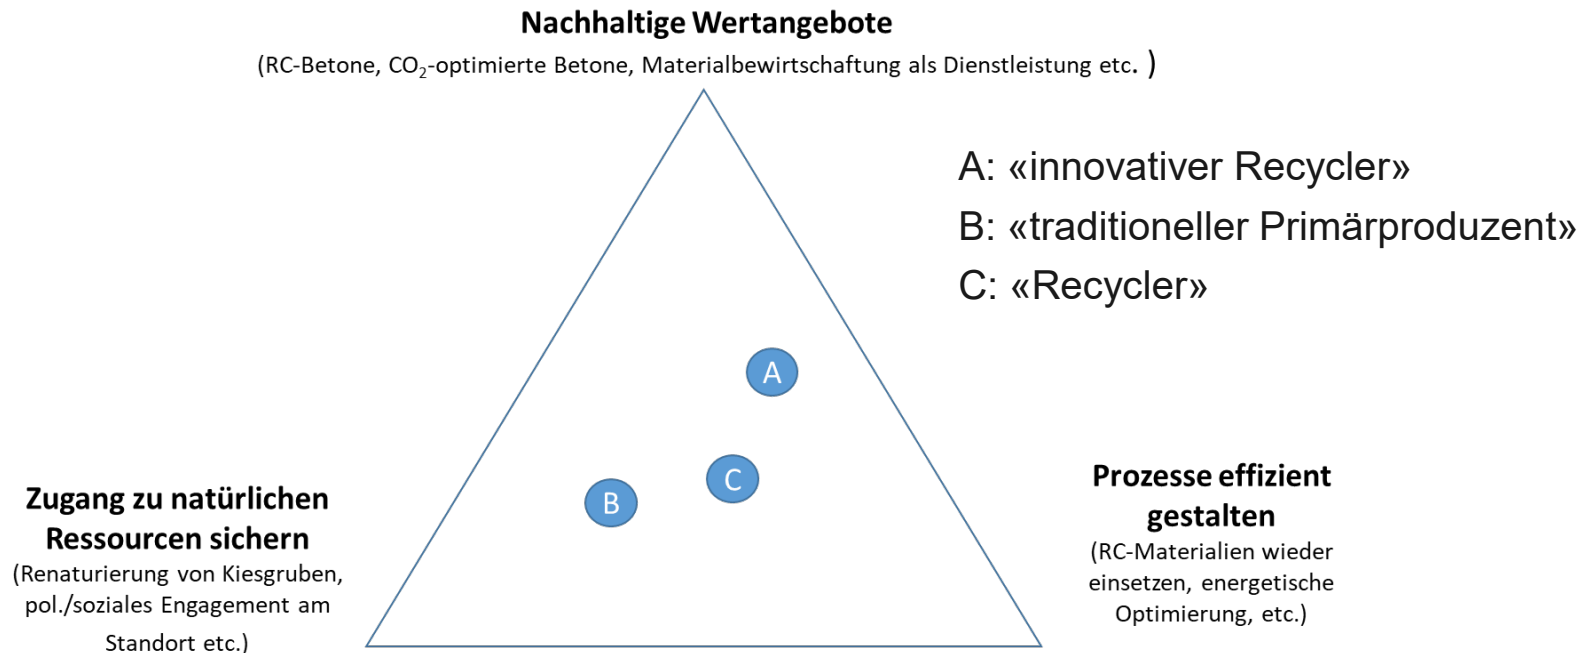 Nachhaltige Wertangebote
(RC-Betone, CO₂-optimierte Betone, Materialbewirtschaftung als Dienstleistung etc. )
A: «innovativer Recycler»
B: «traditioneller Primärproduzent»
C: «Recycler»
A
B
C
Zugang zu natürlichen
Ressourcen sichern
(Renaturierung von Kiesgruben,
pol./soziales Engagement am
Standort etc.)
Prozesse effizient
gestalten
(RC-Materialien wieder
einsetzen, energetische
Optimierung, etc.)